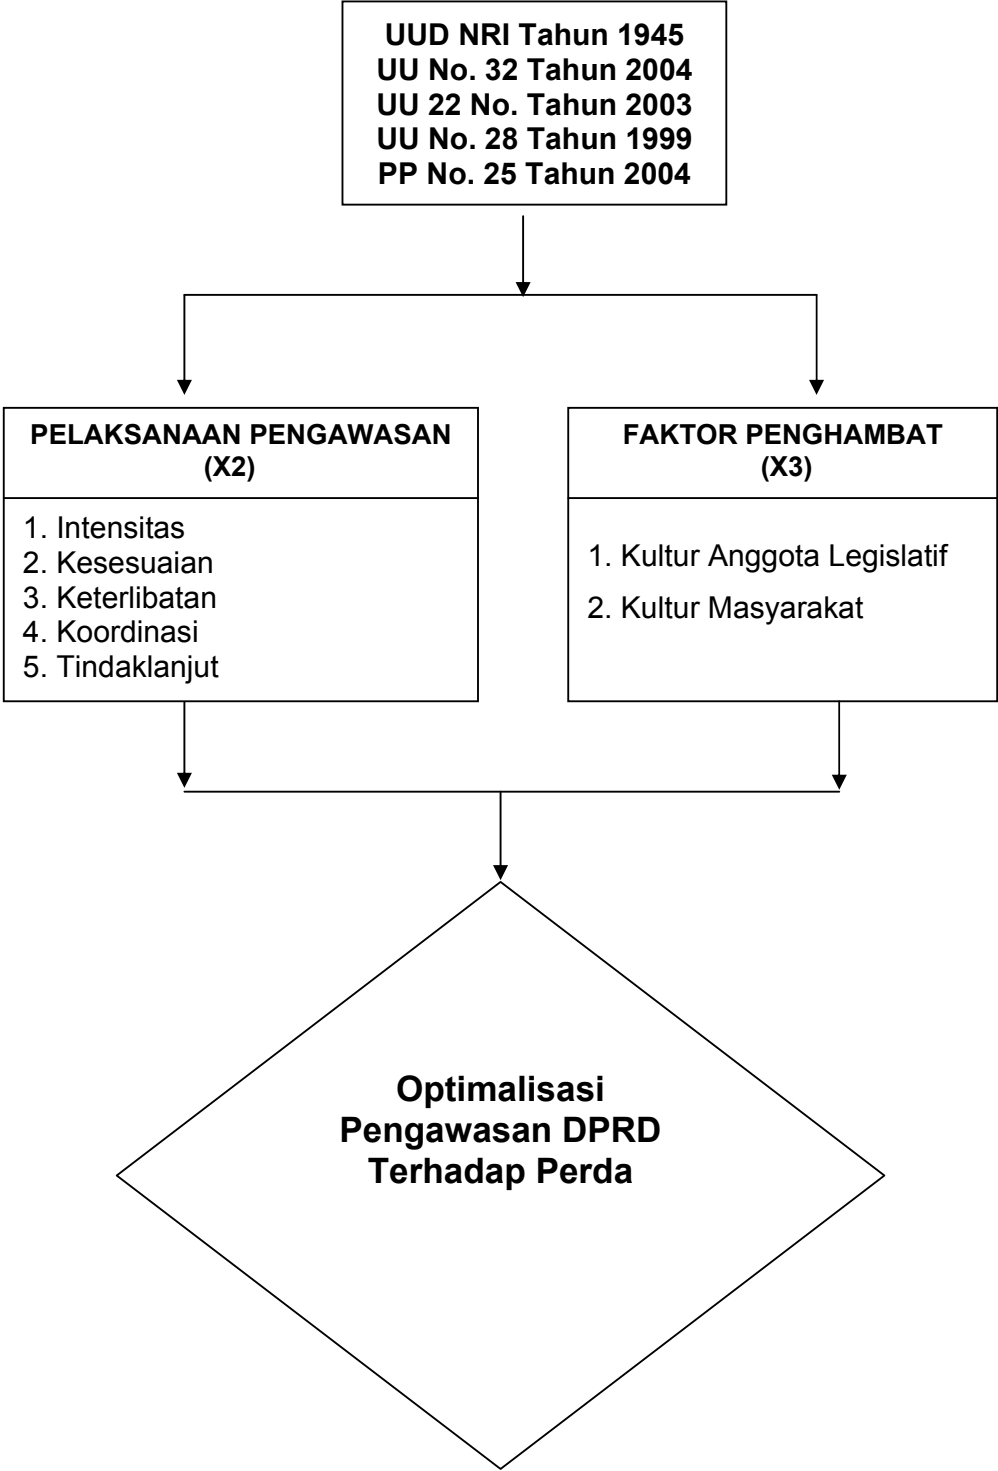 UUD NRI Tahun 1945
UU No. 32 Tahun 2004
UU 22 No. Tahun 2003
UU No. 28 Tahun 1999
PP No. 25 Tahun 2004
PELAKSANAAN PENGAWASAN
(X2)
1. Intensitas
2. Kesesuaian
3. Keterlibatan
4. Koordinasi
5. Tindaklanjut
FAKTOR PENGHAMBAT
(X3)
1. Kultur Anggota Legislatif
2. Kultur Masyarakat
Optimalisasi
Pengawasan DPRD
Terhadap Perda